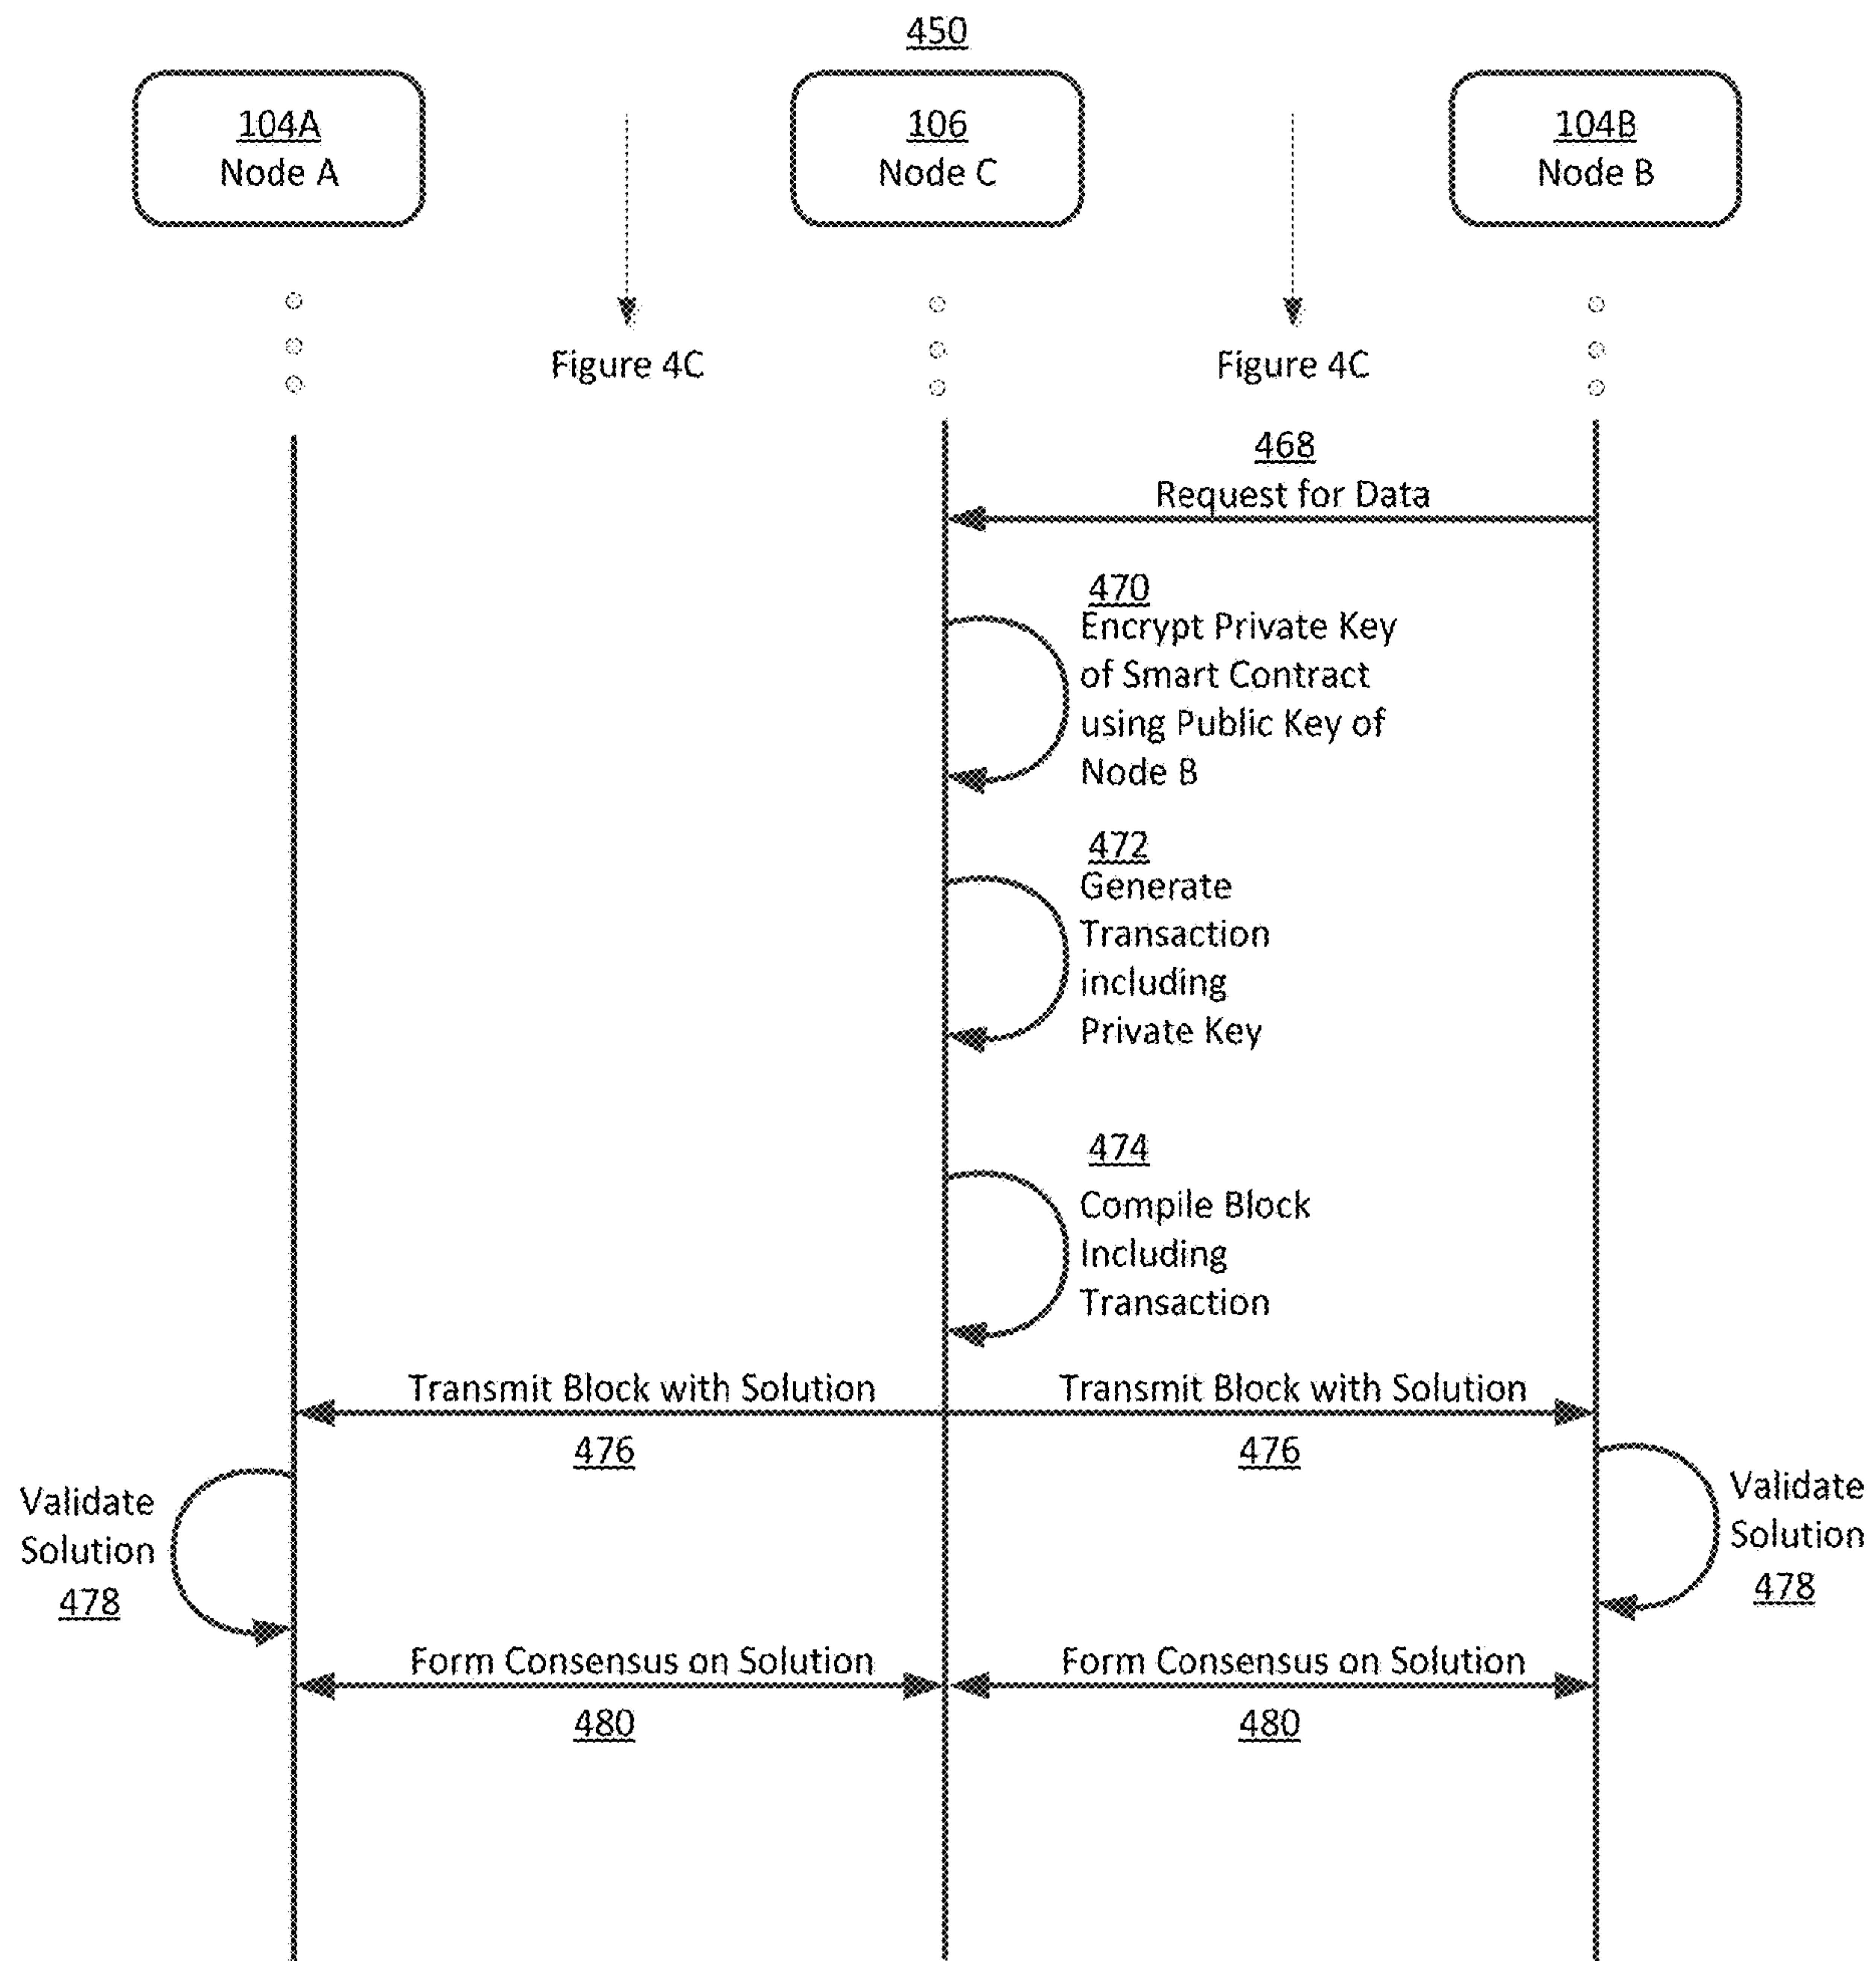 450
104A
Node A
106
Node C
104B
Node B
Figure 4C
Figure 4C
468
Request for Data
470
Encrypt Private Key
of Smart Contract
using Public Key of
Node B
472
Generate
Transaction
including
Private Key
474
Compile Block
Including
Transaction
Transmit Block with Solution
476
Transmit Block with Solution
476
Validate
Solution
478
Validate
Solution
478
Form Consensus on Solution
480
Form Consensus on Solution
480